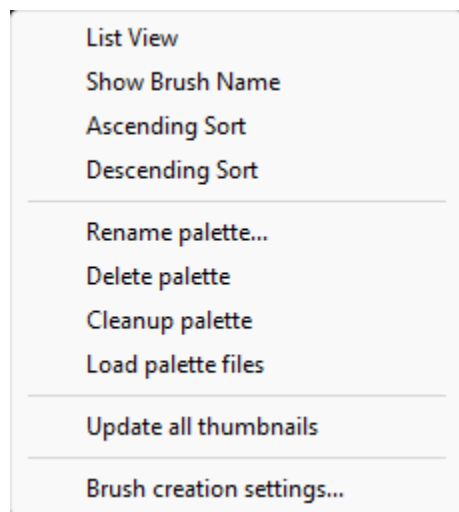 List View
Show Brush Name
Ascending Sort
Descending Sort
Rename palette...
Delete palette
Cleanup palette
Load palette files
Update all thumbnails
Brush creation settings...